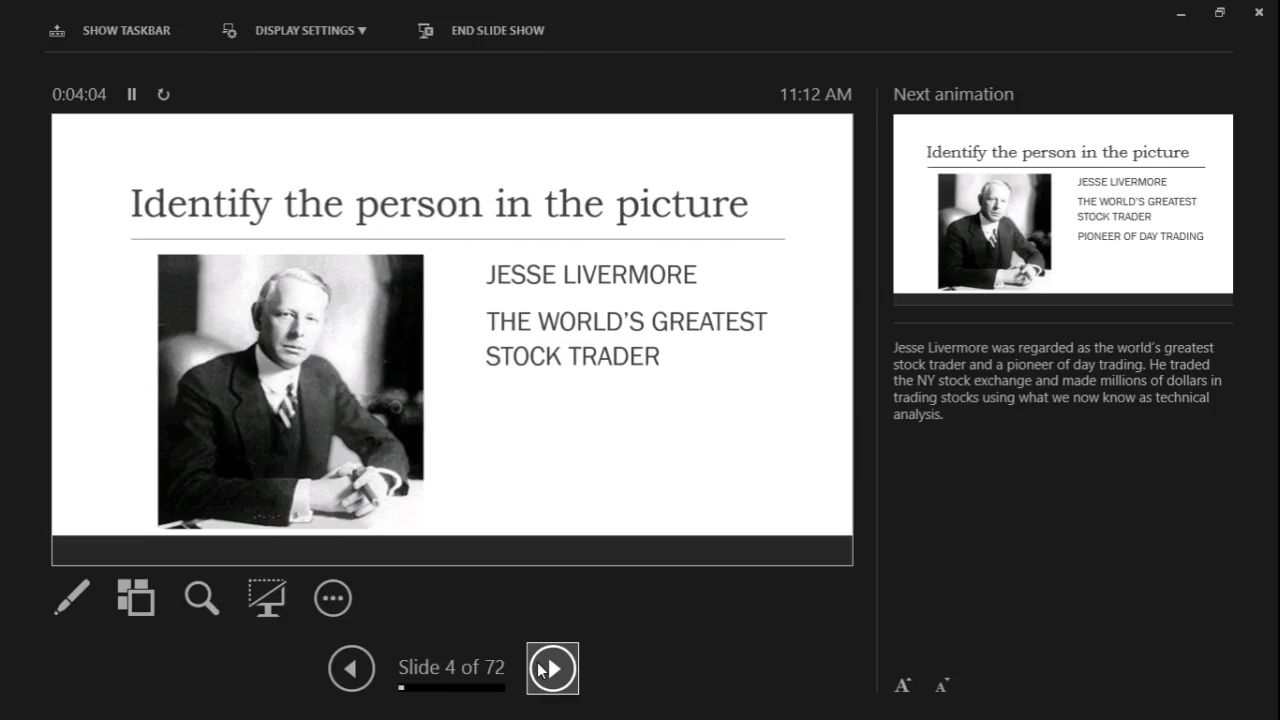 SHOW TASKBAR
DISPLAY SETTINGS ▼
END SLIDE SHOW
0:04:04
11:12 AM
Identify the person in the picture
JESSE LIVERMORE
THE WORLD'S GREATEST
STOCK TRADER
Slide 4 of 72
Next animation
Identify the person in the picture
JESSE LIVERMORE
THE WORLD'S GREATEST
STOCK TRADER
PIONEER OF DAY TRADING
Jesse Livermore was regarded as the world's greatest
stock trader and a pioneer of day trading. He traded
the NY stock exchange and made millions of dollars in
trading stocks using what we now know as technical
analysis.
A A